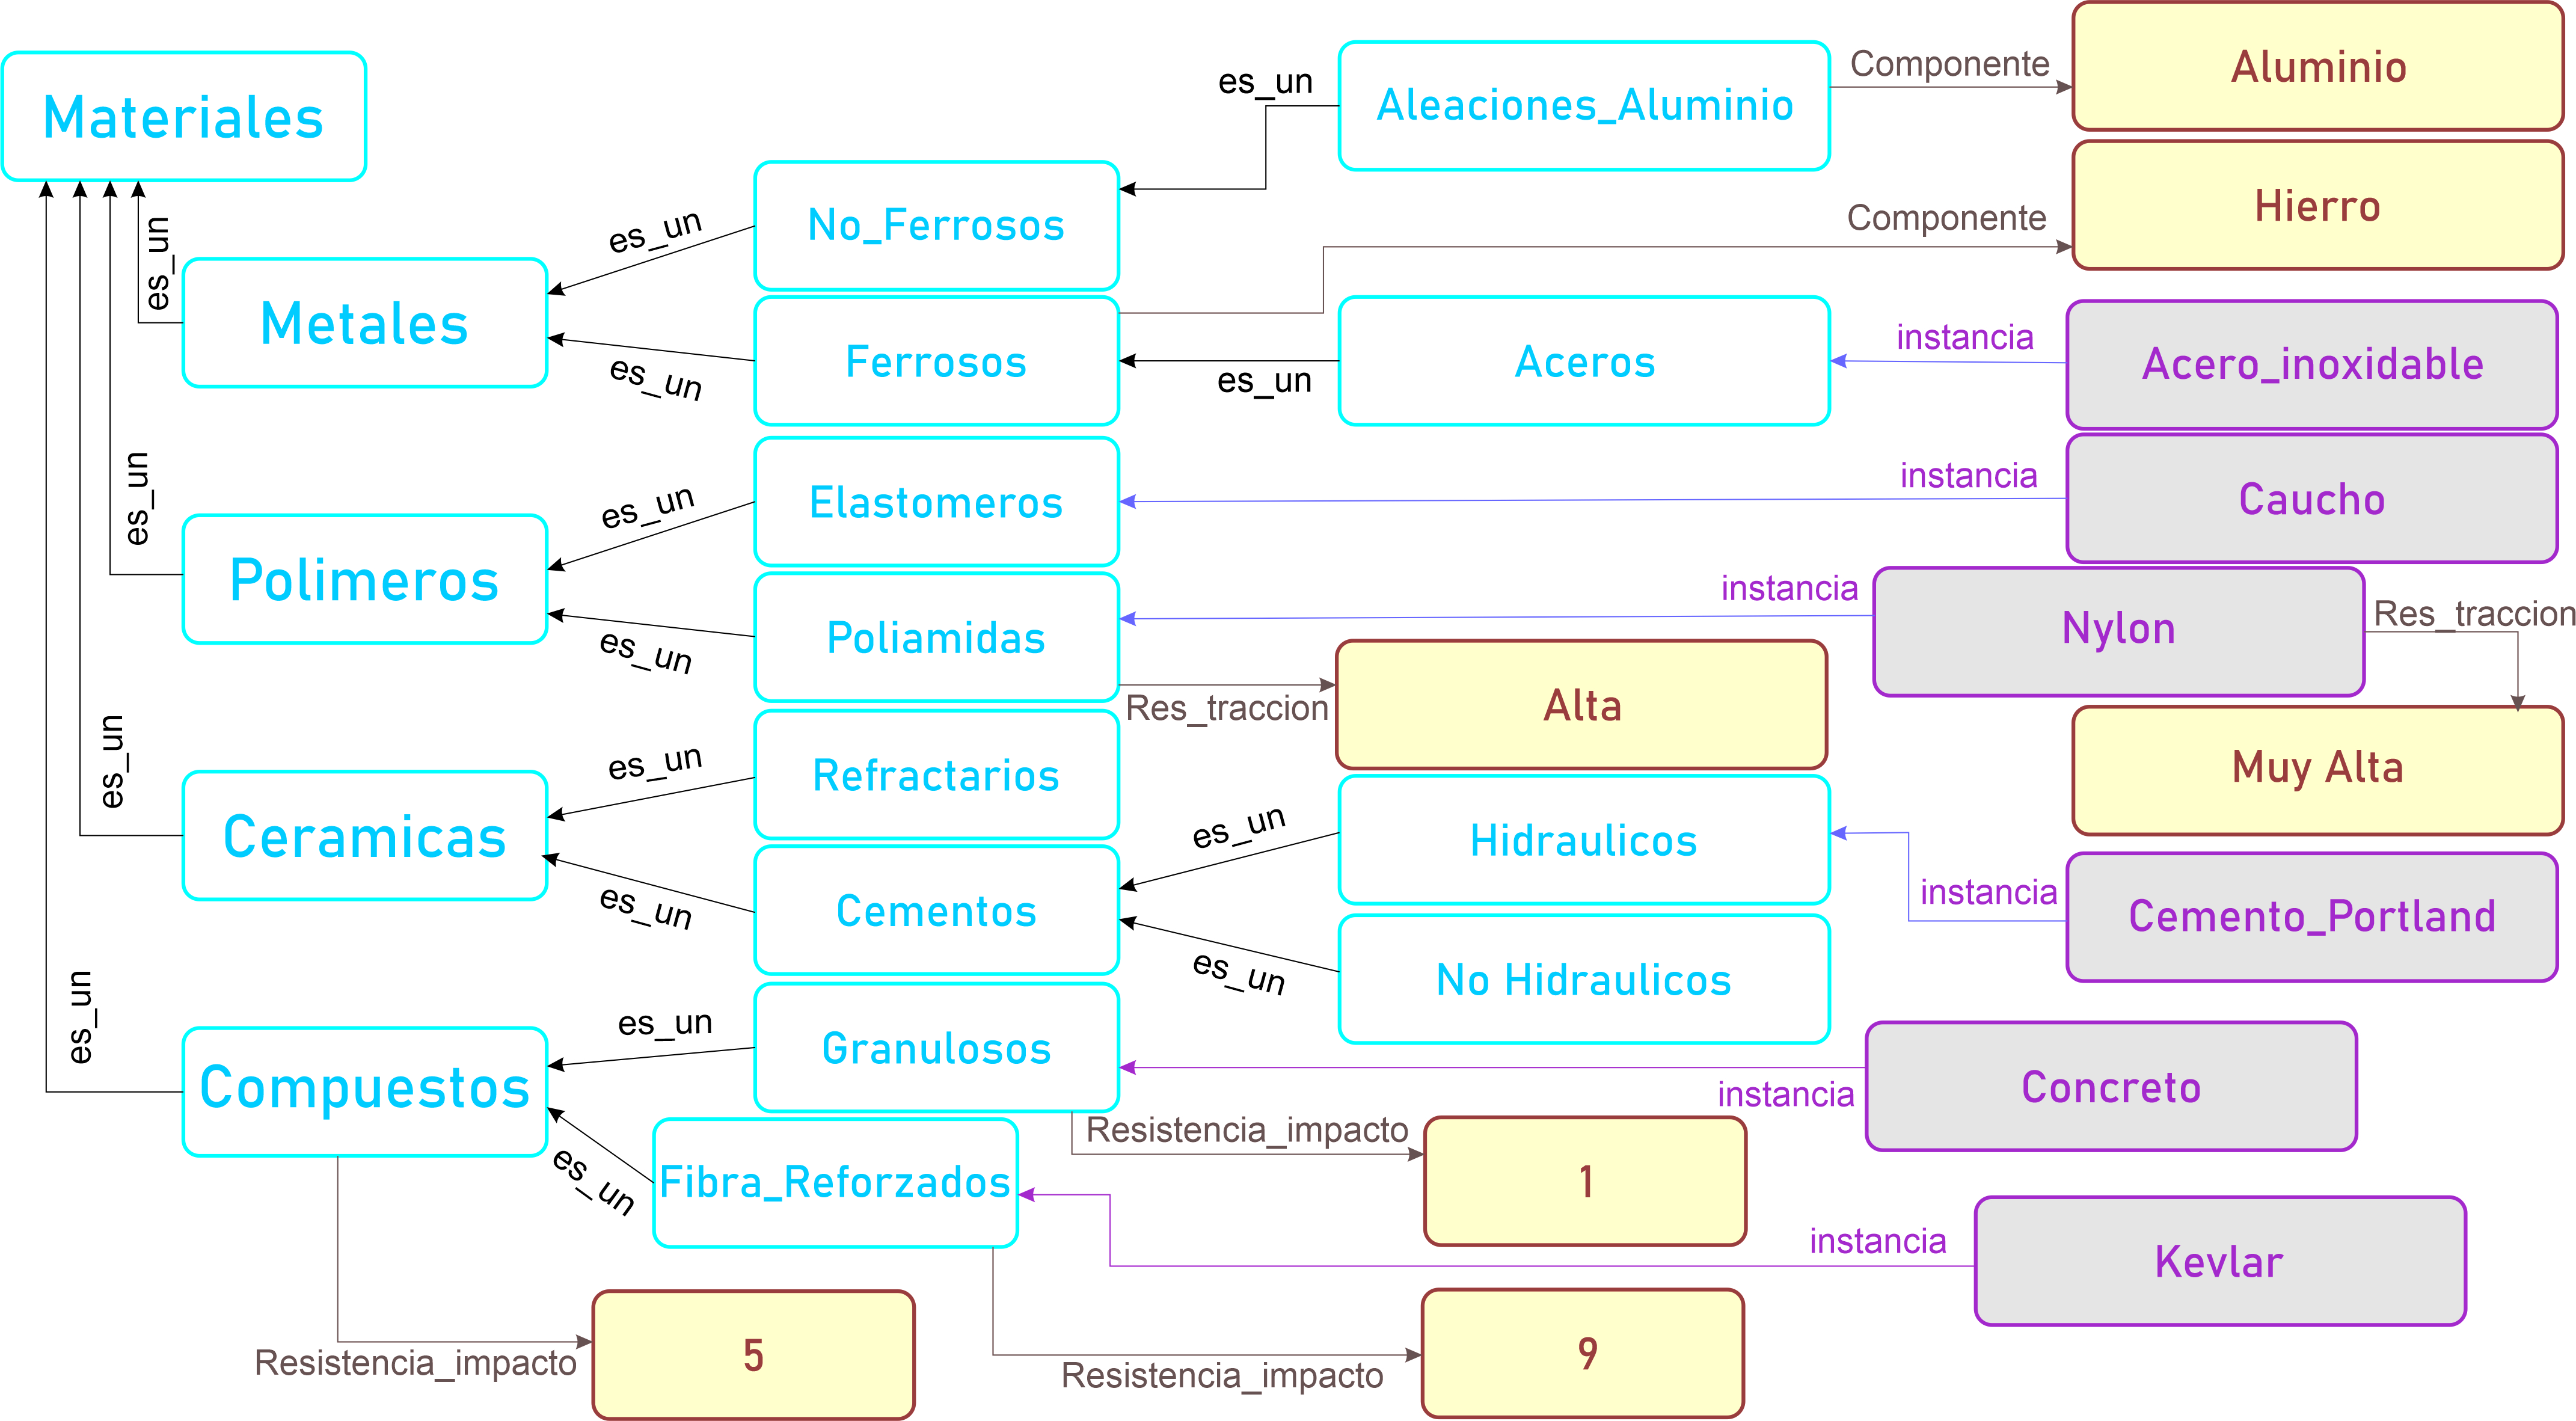 Materiales
es_un
Aleaciones_Aluminio
Componente
Aluminio
No_Ferrosos
es_un
Componente
Hierro
es_un
Metales
es_un
Ferrosos
es_un
Aceros
instancia
Acero_inoxidable
Elastomeros
instancia
Caucho
es_un
es_un
Polimeros
es_un
Poliamidas
instancia
Nylon
Res_traccion
Res_traccion
Alta
Muy Alta
es_un
es_un
Refractarios
Ceramicas
es_un
Cementos
es_un
Hidraulicos
instancia
Cemento_Portland
es_un
No Hidraulicos
es_un
es_un
Granulosos
instancia
Concreto
Compuestos
es_un
Fibra_Reforzados
Resistencia_impacto
1
instancia
Kevlar
Resistencia_impacto
5
Resistencia_impacto
9